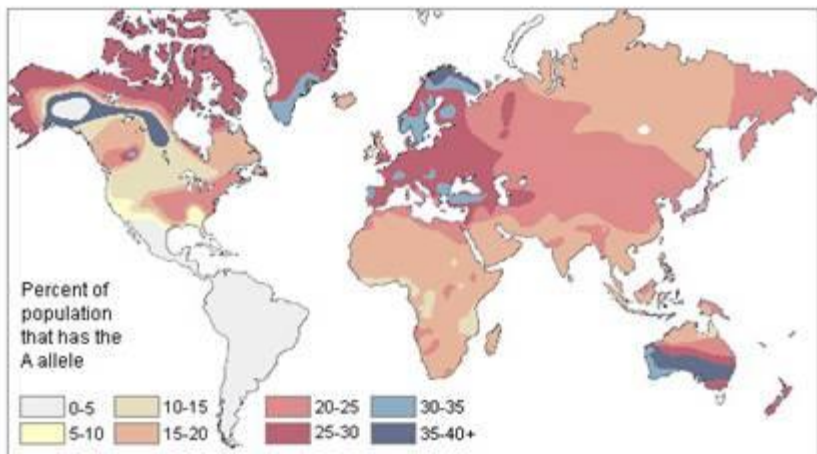 Percent of
population
that has the
A allele
0-5
10-15
20-25
30-35
5-10
15-20
25-30
35-40+